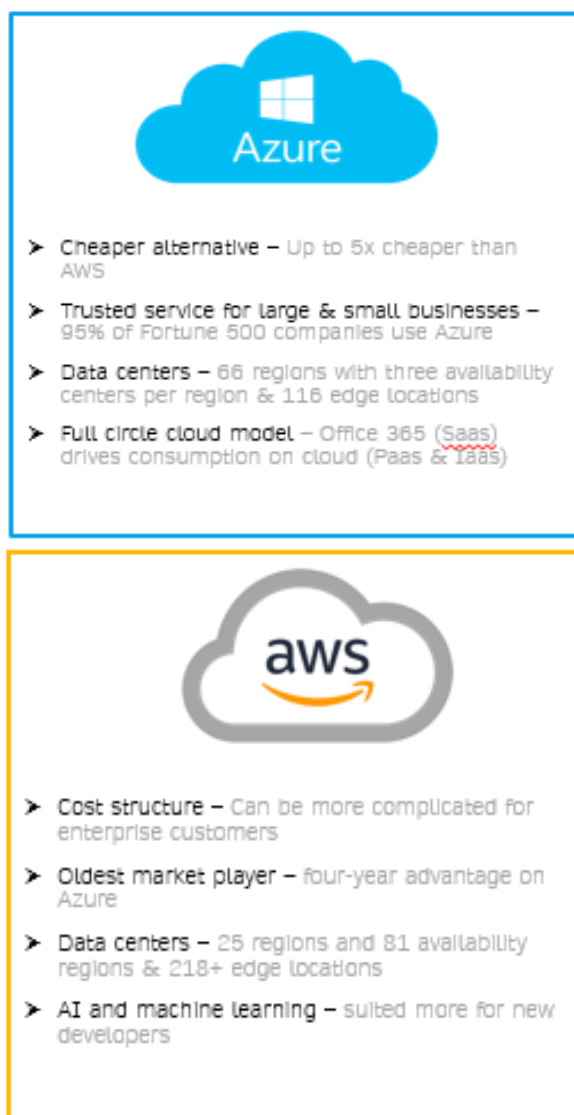 Azure
➤ Cheaper alternative – Up to 5x cheaper than
AWS
➤ Trusted service for large & small businesses –
95% of Fortune 500 companies use Azure
➤ Data centers – 66 regions with three availability
centers per region & 116 edge locations
➤ Full circle cloud model – Office 365 (Saas)
drives consumption on cloud (Paas & Iaas)
aws
➤ Cost structure – Can be more complicated for
enterprise customers
➤ Oldest market player – four-year advantage on
Azure
➤ Data centers – 25 regions and 81 availability
regions & 218+ edge locations
➤ AI and machine learning – suited more for new
developers